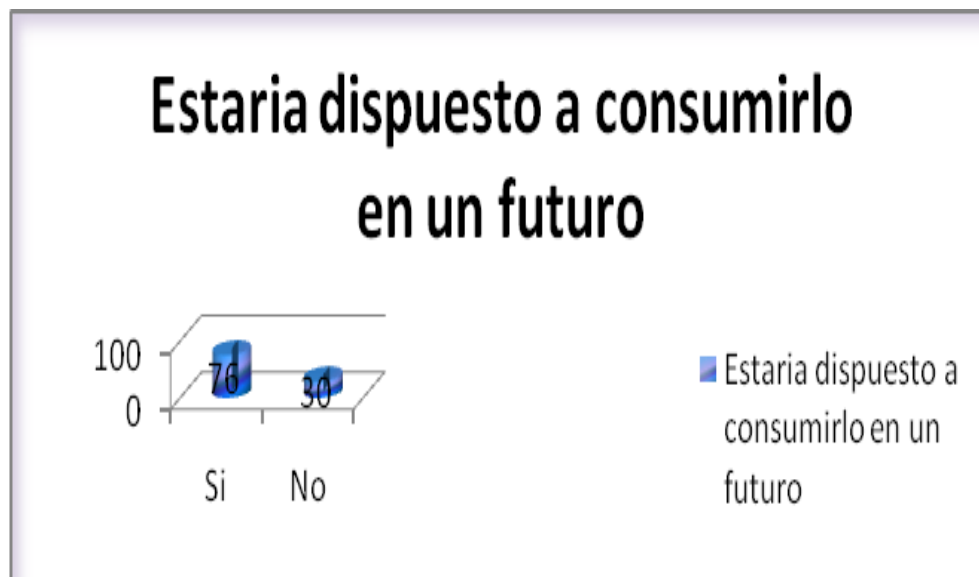 Estaria dispuesto a consumirlo
en un futuro
100
0
76
30
Si
No
Estaria dispuesto a
consumirlo en un
futuro